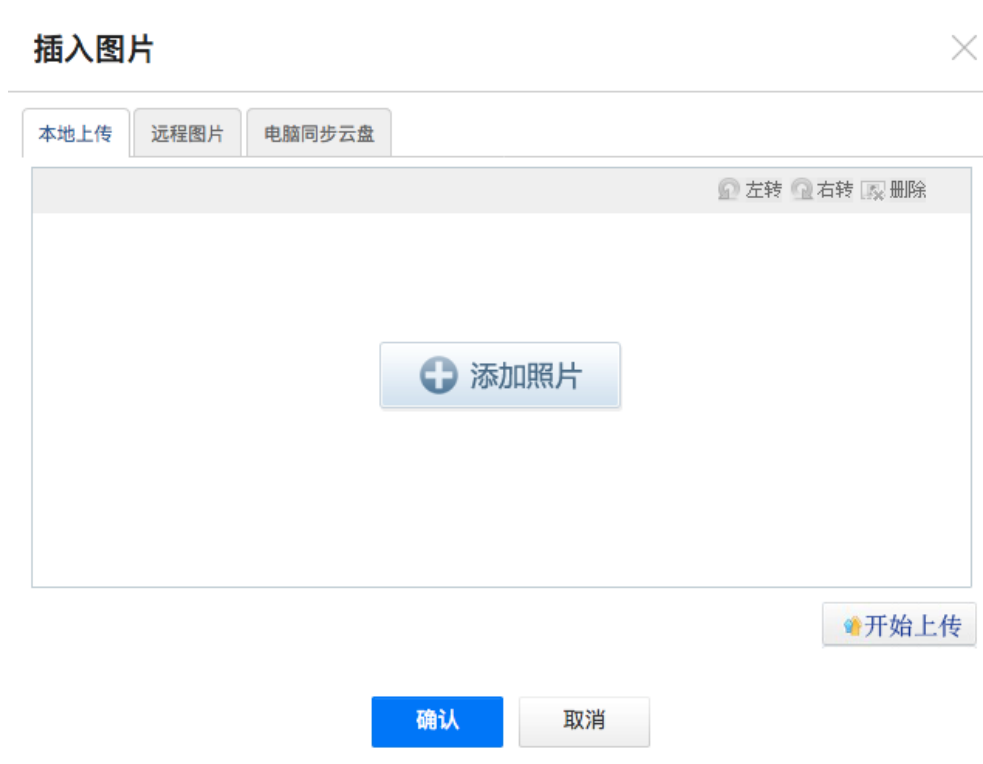 插入图片
本地上传 远程图片 电脑同步云盘
左转 右转 删除
添加照片
开始上传
确认 取消